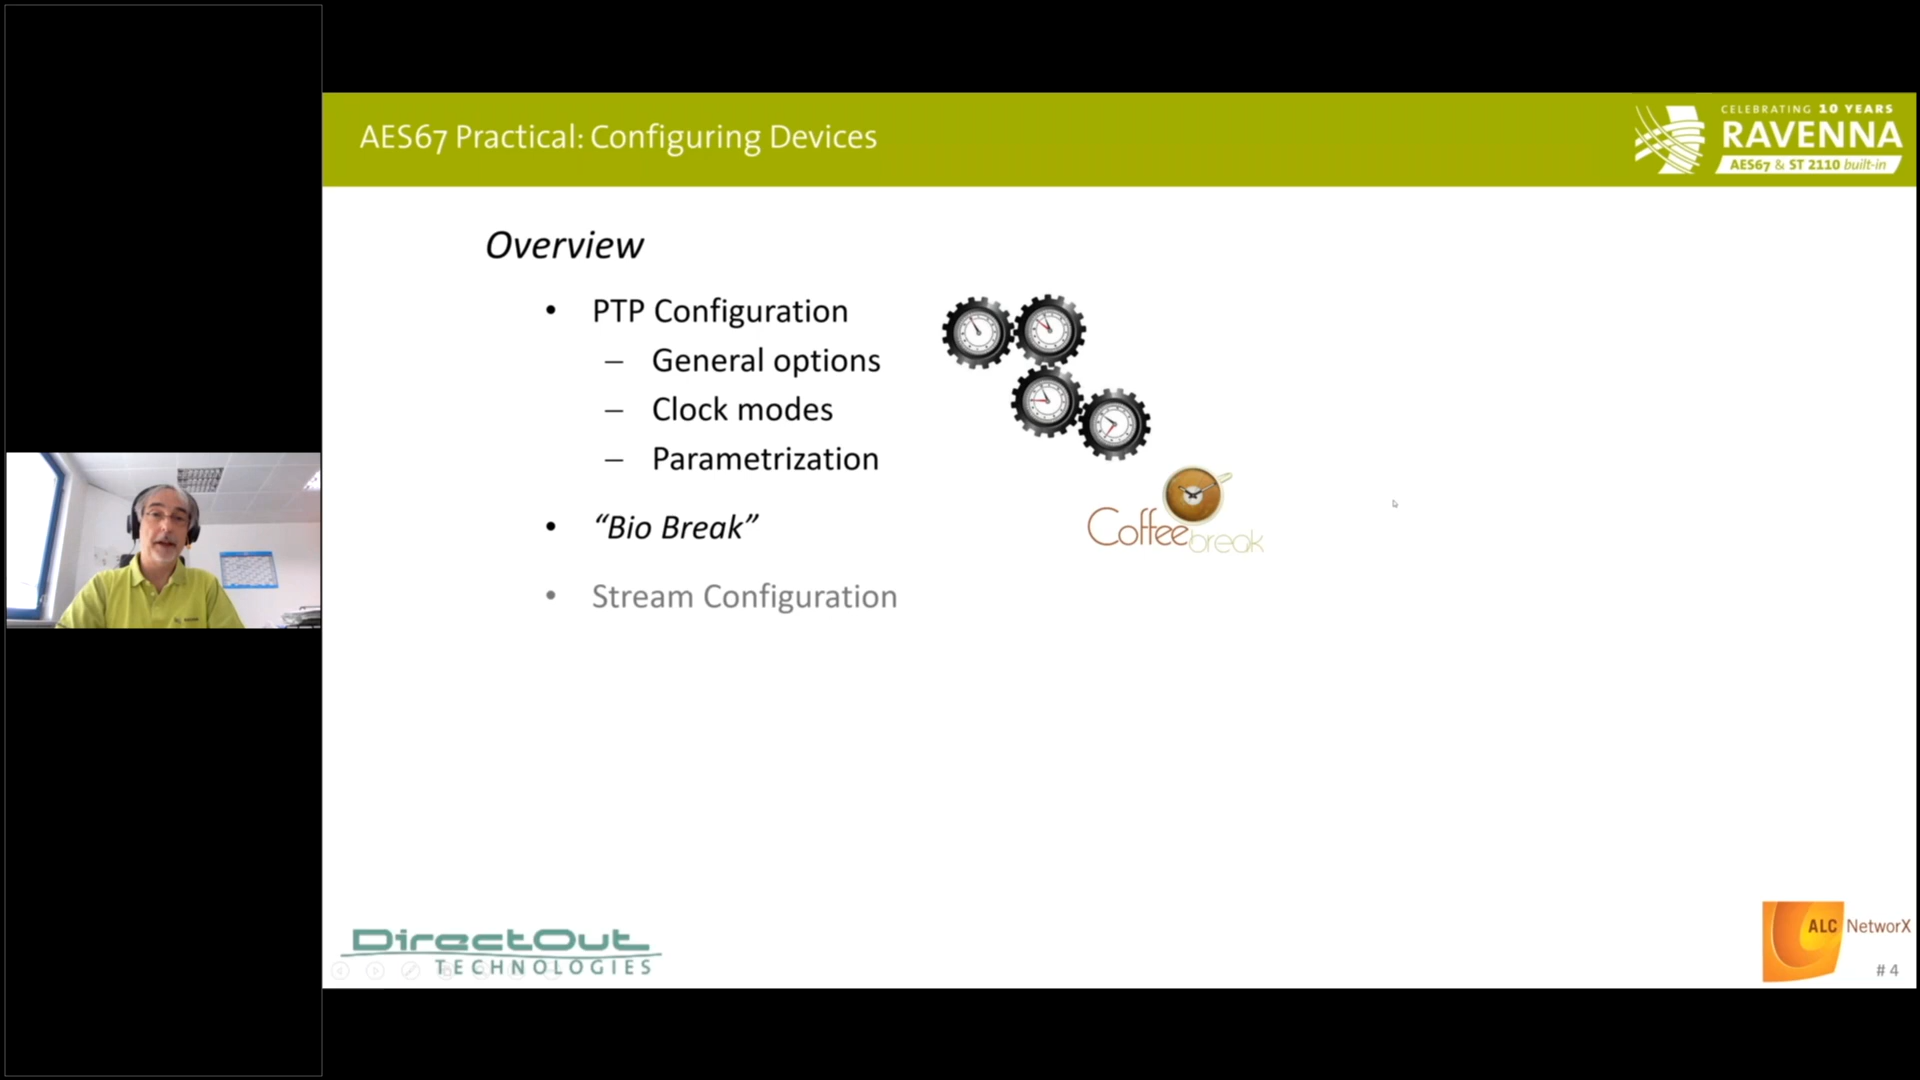 AES67 Practical: Configuring Devices
CELEBRATING 10 YEARS
RAVENNA
AES67 & ST 2110 built-in
Overview
• PTP Configuration
– General options
– Clock modes
– Parametrization
• “Bio Break”
Coffee break
• Stream Configuration
DirectOut
TECHNOLOGIES
ALC NetworX
# 4